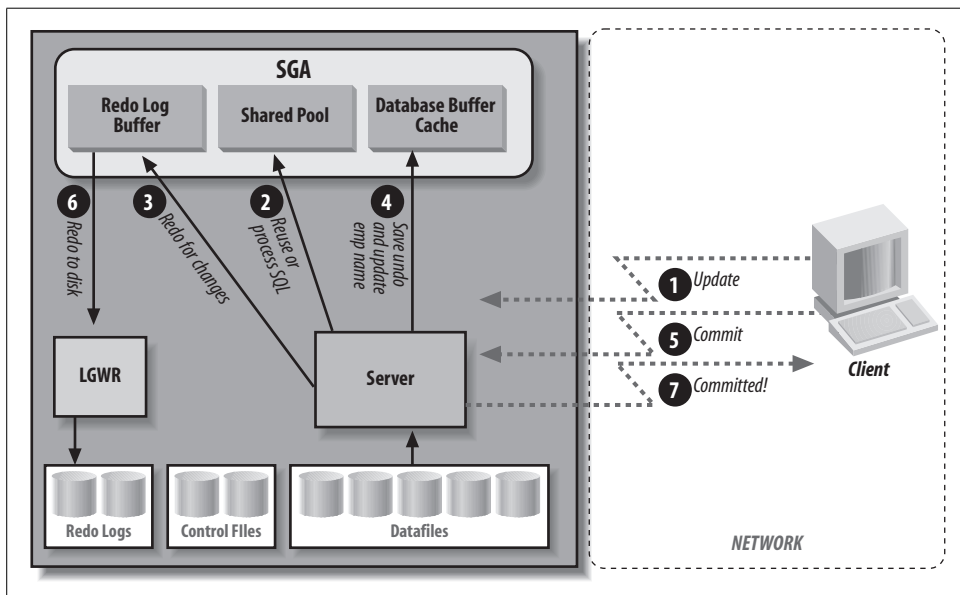 SGA
Redo Log
Buffer
Shared Pool
Database Buffer
Cache
6
Redo to disk
3
Redo for changes
2
Reuse or
process SQL
4
Save undo
and update
emp name
1 Update
5 Commit
7 Committed!
Client
LGWR
Server
Redo Logs
Control FIles
Datafiles
NETWORK